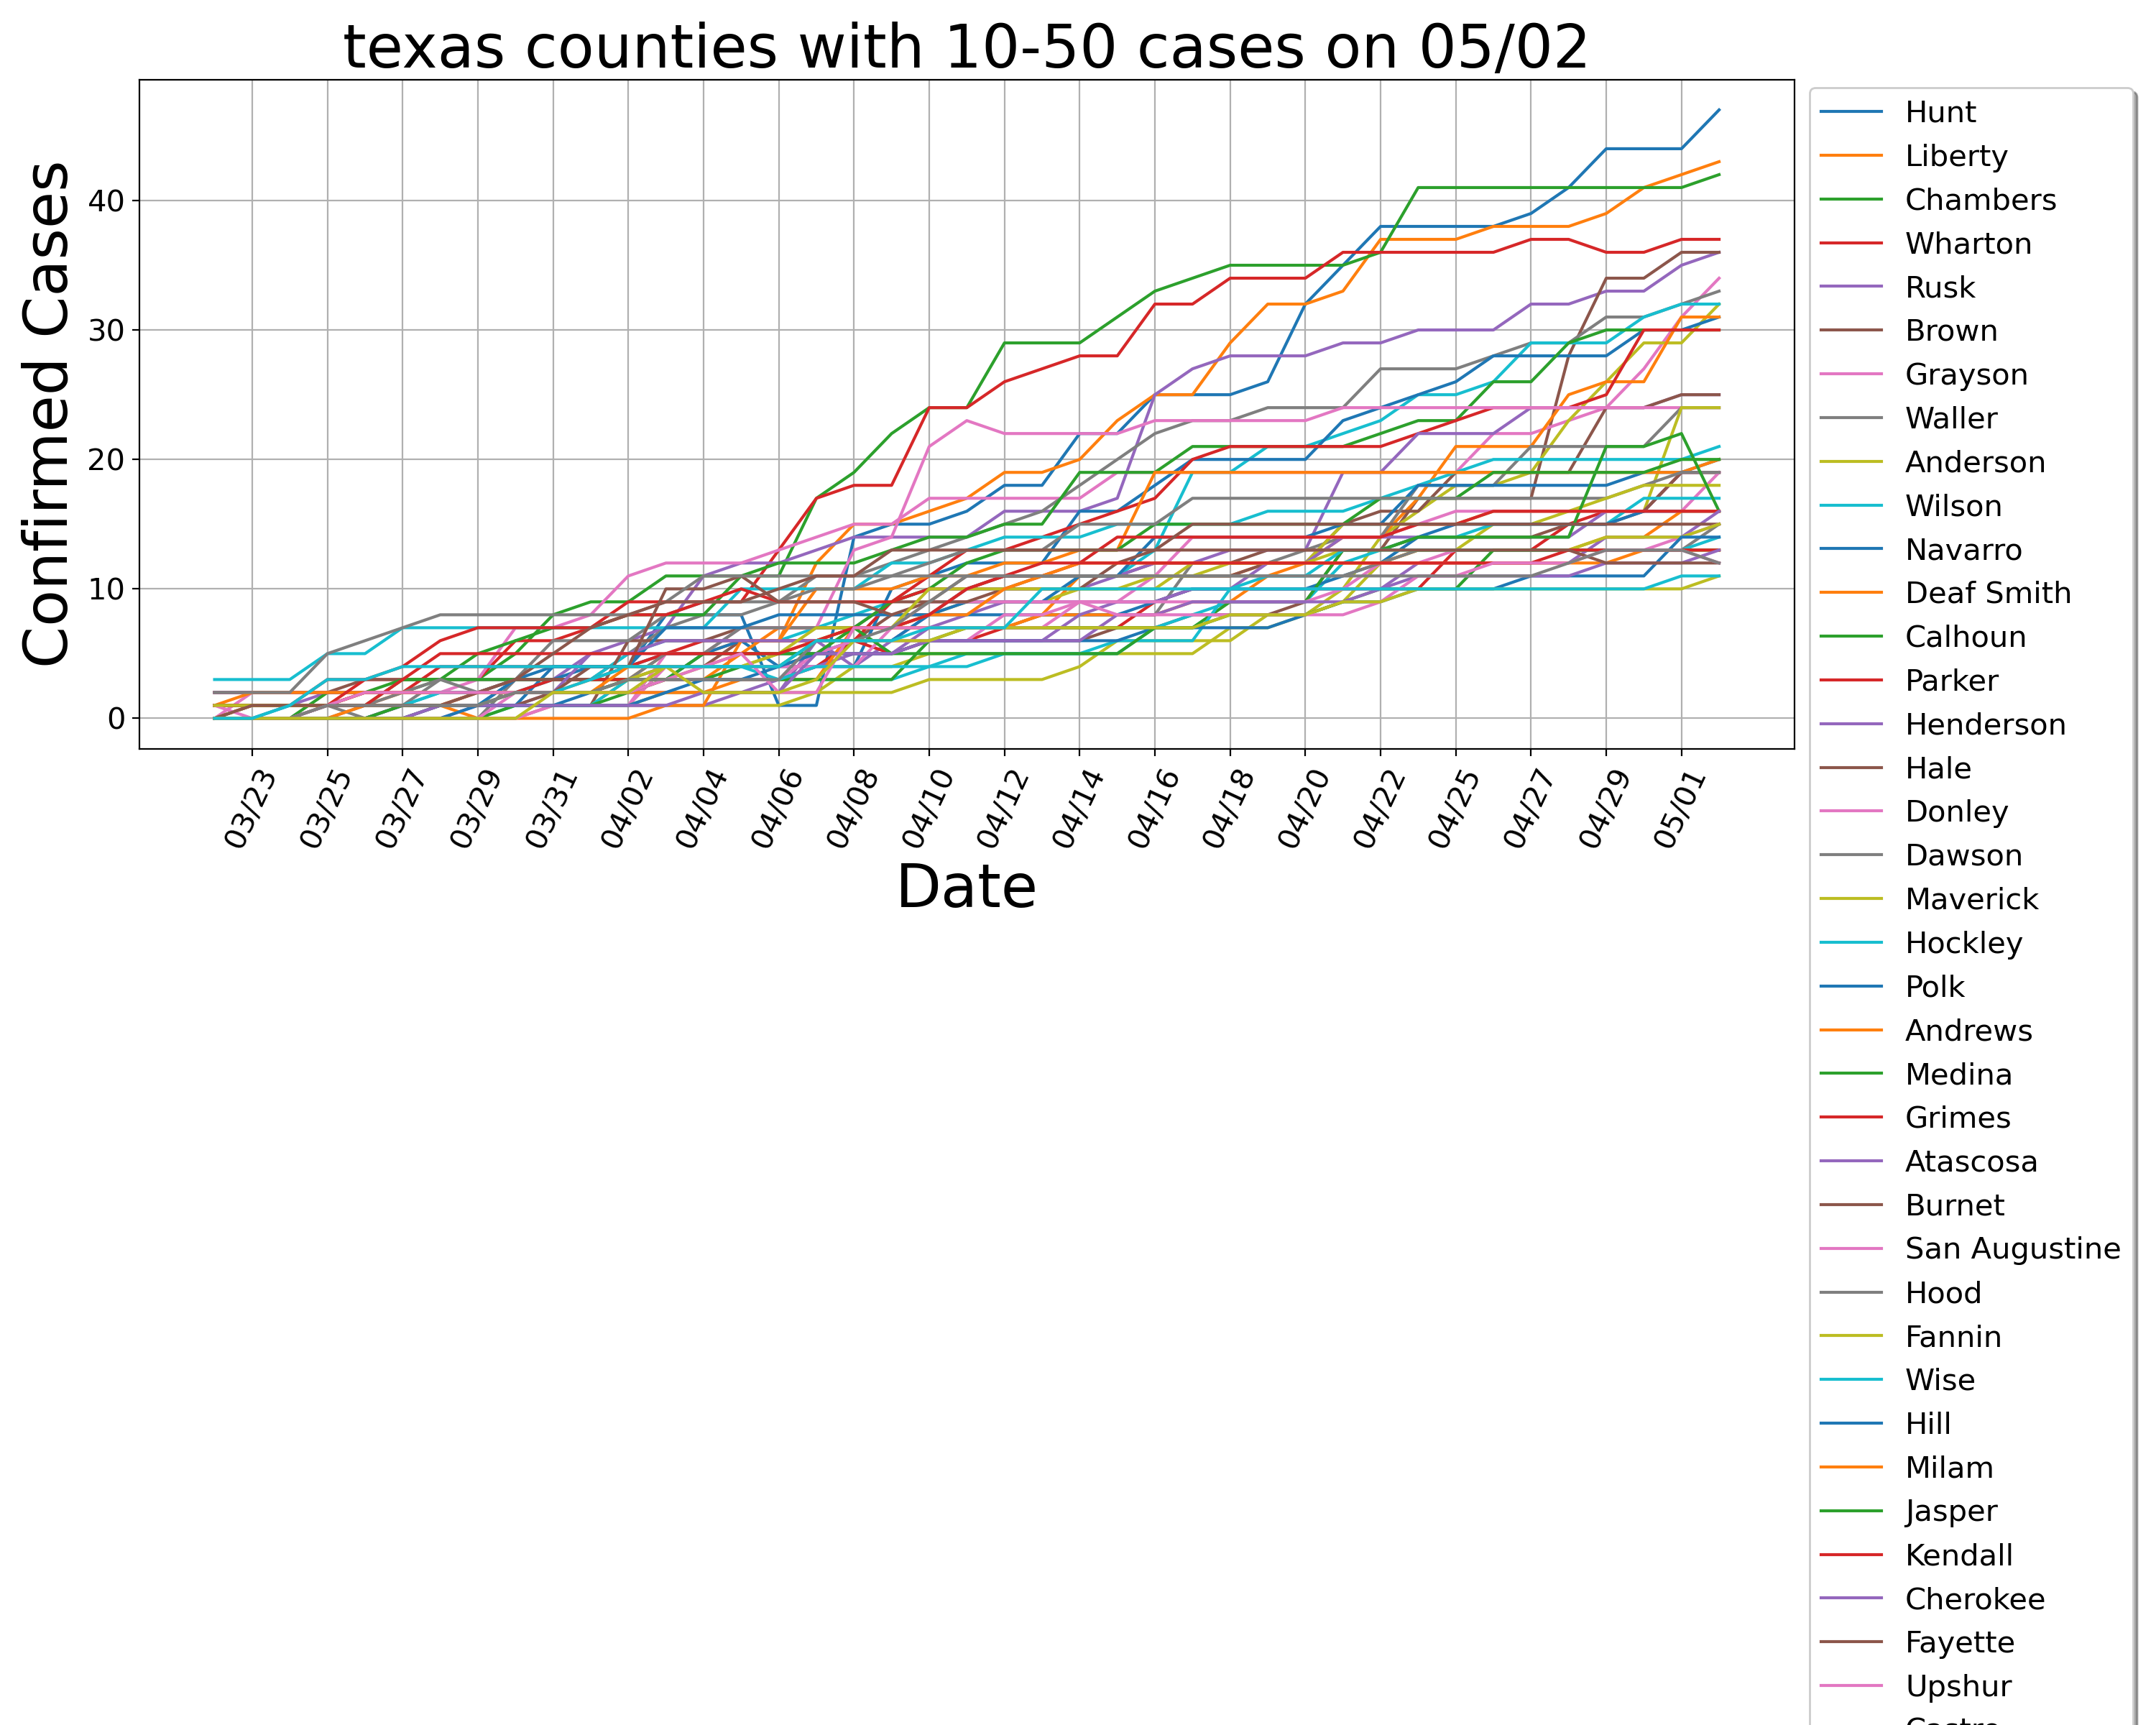 texas counties with 10-50 cases on 05/02
Confirmed Cases
40
30
20
10
0
03/23
03/25
03/27
03/29
03/31
04/02
04/04
04/06
04/08
04/10
04/12
04/14
04/16
04/18
04/20
04/22
04/25
04/27
04/29
05/01
Date
Hunt
Liberty
Chambers
Wharton
Rusk
Brown
Grayson
Waller
Anderson
Wilson
Navarro
Deaf Smith
Calhoun
Parker
Henderson
Hale
Donley
Dawson
Maverick
Hockley
Polk
Andrews
Medina
Grimes
Atascosa
Burnet
San Augustine
Hood
Fannin
Wise
Hill
Milam
Jasper
Kendall
Cherokee
Fayette
Upshur